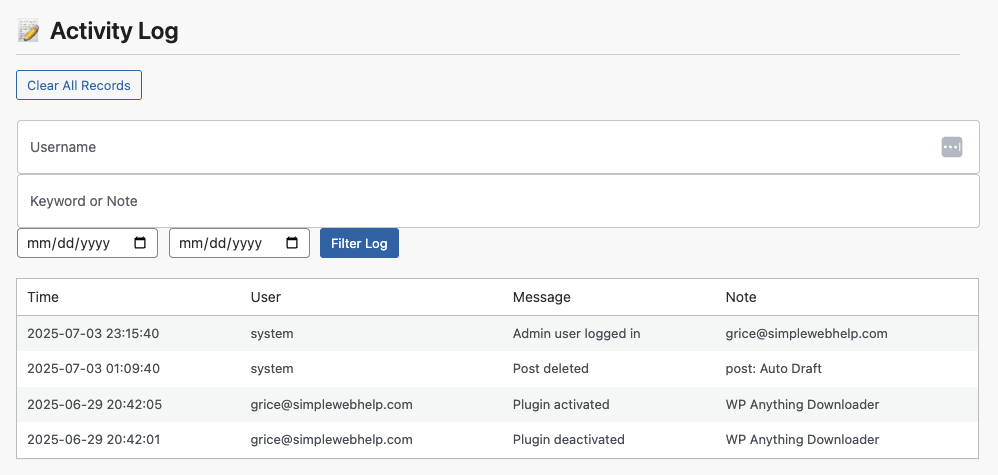 Activity Log
Clear All Records
Username
Keyword or Note
mm/dd/yyyy mm/dd/yyyy Filter Log
Time User Message Note
2025-07-03 23:15:40 system Admin user logged in grice@simplewebhelp.com
2025-07-03 01:09:40 system Post deleted post: Auto Draft
2025-06-29 20:42:05 grice@simplewebhelp.com Plugin activated WP Anything Downloader
2025-06-29 20:42:01 grice@simplewebhelp.com Plugin deactivated WP Anything Downloader